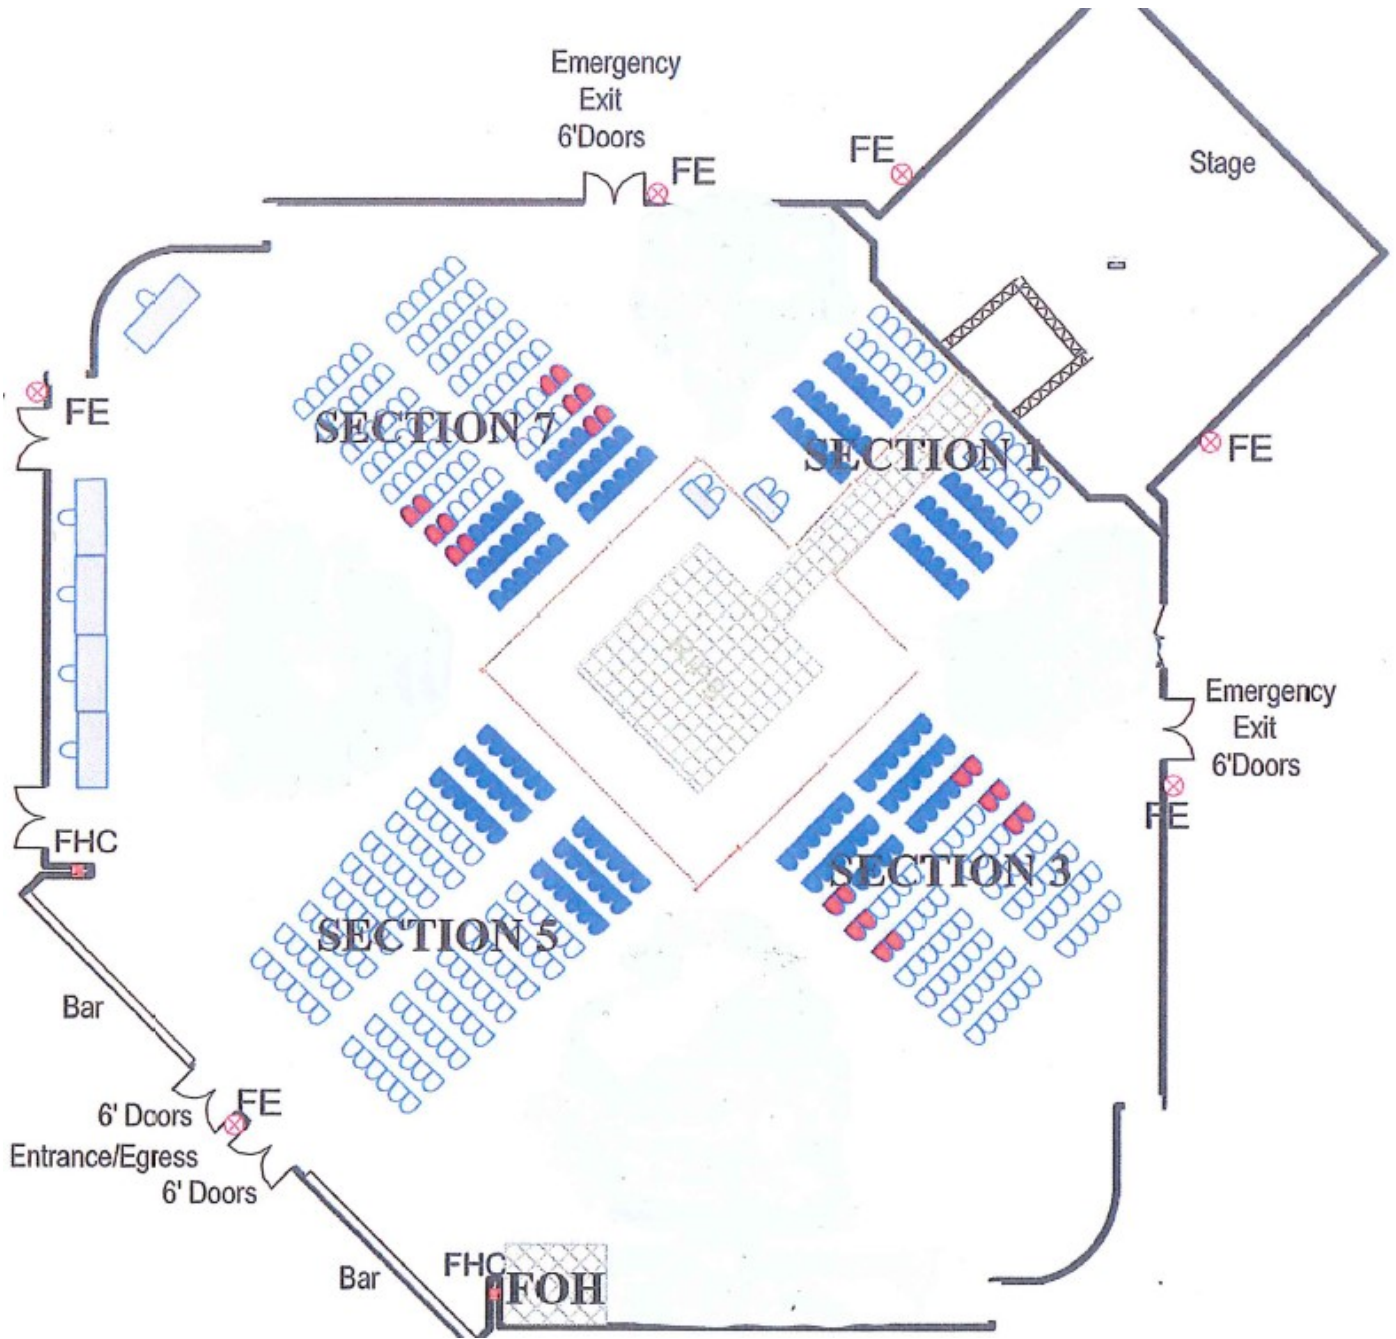 Emergency
Exit
6'Doors
FE
FE
Stage
FE
SECTION 7
SECTION 1
FE
Ring
Emergency
Exit
6'Doors
FE
FHC
SECTION 3
SECTION 5
Bar
FE
6' Doors
Entrance/Egress
6' Doors
FHC
FOH
Bar